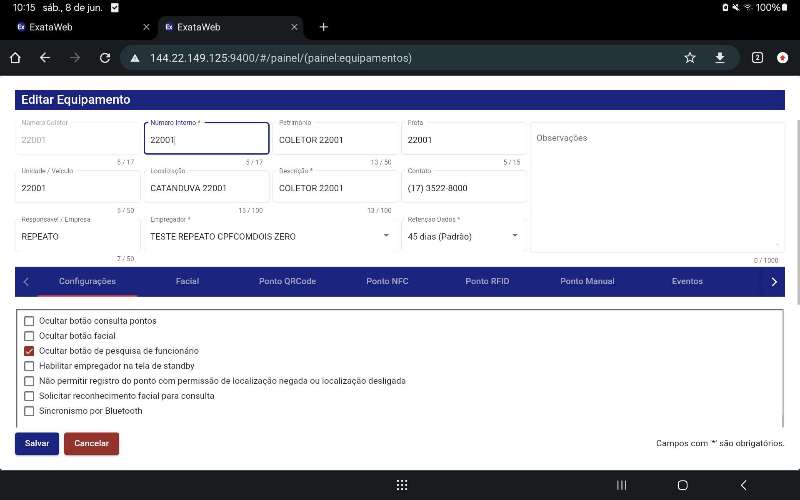 10:15 sáb., 8 de jun.
100%
ExataWeb
ExataWeb
144.22.149.125:9400/#/painel/(painel:equipamentos)
2
Editar Equipamento
Número Coletor
22001
5 / 17
Número Interno *
22001
5 / 17
Patrimônio
COLETOR 22001
13 / 50
Frota
22001
5 / 15
Observações
0 / 1000
Unidade / Veículo
22001
5 / 50
Localização
CATANDUVA 22001
15 / 100
Descrição *
COLETOR 22001
13 / 100
Contato
(17) 3522-8000
Responsável / Empresa
REPEATO
7 / 50
Empregador *
TESTE REPEATO CPFCOMDOIS ZERO
Retenção Dados *
45 dias (Padrão)
Configurações
Facial
Ponto QRCode
Ponto NFC
Ponto RFID
Ponto Manual
Eventos
Ocultar botão consulta pontos
Ocultar botão facial
Ocultar botão de pesquisa de funcionário
Habilitar empregador na tela de standby
Não permitir registro do ponto com permissão de localização negada ou localização desligada
Solicitar reconhecimento facial para consulta
Sincronismo por Bluetooth
Salvar
Cancelar
Campos com '*' são obrigatórios.